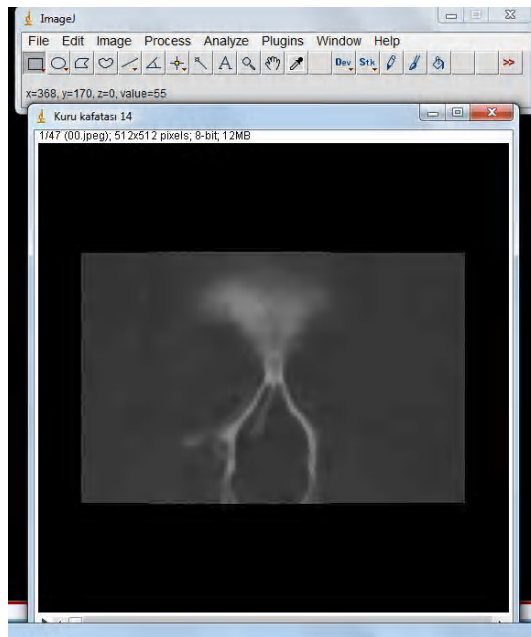 ImageJ
File Edit Image Process Analyze Plugins Window Help
A Dev Stk >>
x=368, y=170, z=0, value=55
Kuru kafatası 14
1/47 (00.jpeg); 512x512 pixels; 8-bit; 12MB